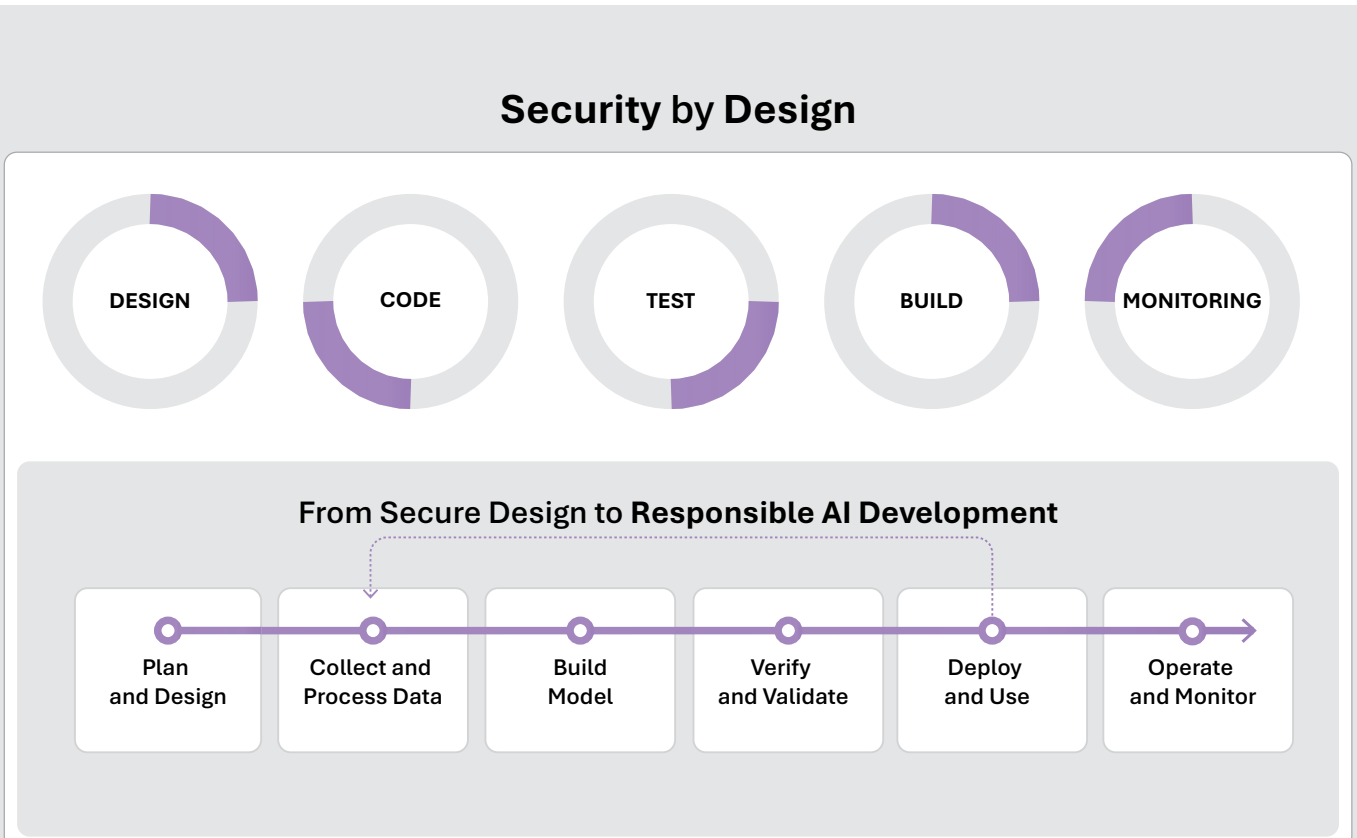 Security by Design
DESIGN
CODE
TEST
BUILD
MONITORING
From Secure Design to Responsible AI Development
Plan
and Design
Collect and
Process Data
Build
Model
Verify
and Validate
Deploy
and Use
Operate
and Monitor